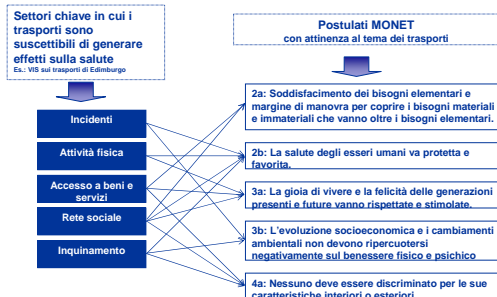 Settori chiave in cui i
trasporti sono
suscettibili di generare
effetti sulla salute
Es.: VIS sui trasporti di Edimburgo
Postulati MONET
con attinenza al tema dei trasporti
Incidenti
Attività fisica
Accesso a beni e
servizi
Rete sociale
Inquinamento
2a: Soddisfacimento dei bisogni elementari e
margine di manovra per coprire i bisogni materiali
e immateriali che vanno oltre i bisogni elementari.
2b: La salute degli esseri umani va protetta e
favorita.
3a: La gioia di vivere e la felicità delle generazioni
presenti e future vanno rispettate e stimolate.
3b: L'evoluzione socioeconomica e i cambiamenti
ambientali non devono ripercuotersi
negativamente sul benessere fisico e psichico
4a: Nessuno deve essere discriminato per le sue
caratteristiche interiori o esteriori